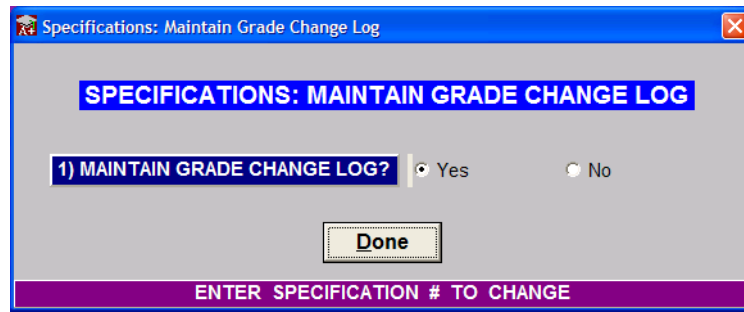 Specifications: Maintain Grade Change Log
SPECIFICATIONS: MAINTAIN GRADE CHANGE LOG
1) MAINTAIN GRADE CHANGE LOG? Yes No
Done
ENTER SPECIFICATION # TO CHANGE